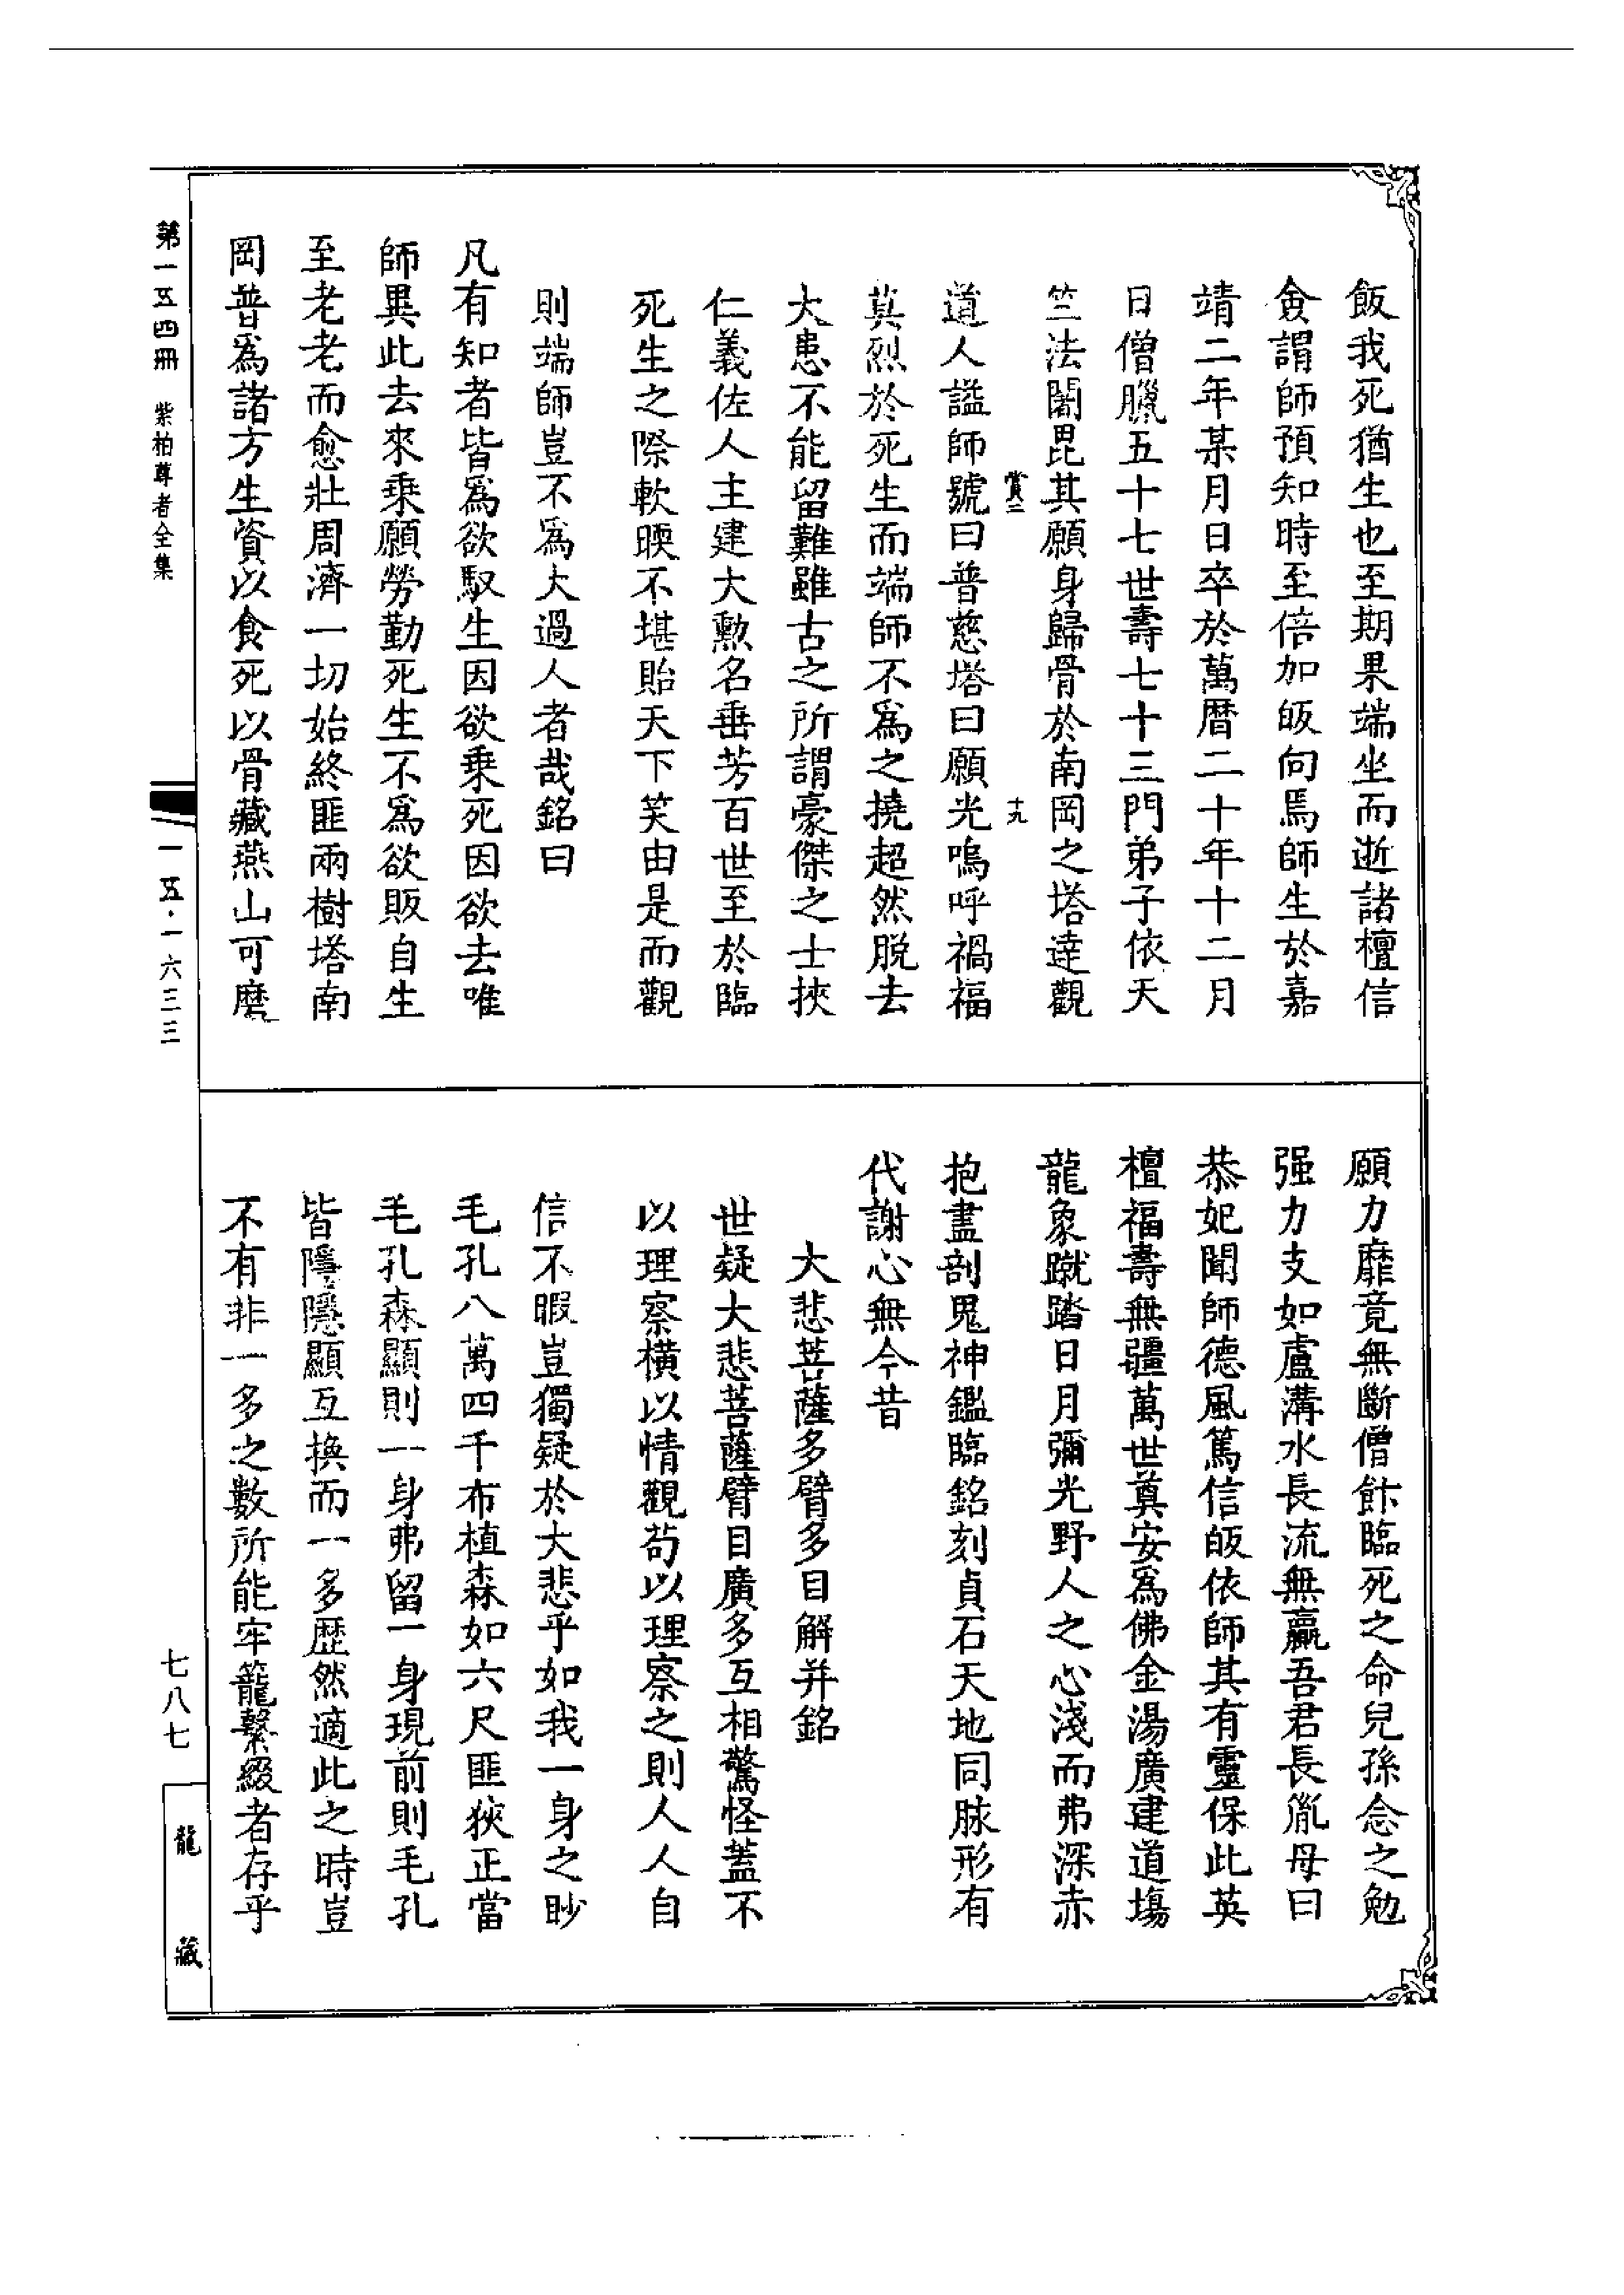 飯我死猶生也至期果端坐而逝諸檀信
僉謂師預知時至倍加皈向焉師生於嘉
靖二年某月日卒於萬曆二十年十二月
日僧臘五十七世壽七十三門弟子依天
竺法闍毘其願身歸骨於南岡之塔達觀
賞二 十九
道人謚師號曰普慈塔曰願光嗚呼禍福
莫烈於死生而端師不爲之撓超然脱去
大患不能留難雖古之所謂豪傑之士挾
仁義佐人主建大勲名垂芳百世至於臨
死生之際軟暖不堪貽天下笑由是而觀
則端師豈不爲大過人者哉銘曰
凡有知者皆爲欲馭生因欲乗死因欲去唯
師異此去來乗願勞勤死生不爲欲販自生
至老老而愈壯周濟一切始終匪兩樹塔南
岡普爲諸方生資以食死以骨藏燕山可磨
願力靡竟無斷僧飰臨死之命兒孫念之勉
强力支如盧溝水長流無羸吾君長胤母曰
恭妃聞師德風篤信皈依師其有靈保此英
檀福壽無疆萬世奠安爲佛金湯廣建道塲
龍象蹴踏日月彌光野人之心淺而弗深赤
抱盡剖鬼神鑑臨銘刻貞石天地同脉形有
代謝心無今昔
大悲菩薩多臂多目解并銘
世疑大悲菩薩臂目廣多互相驚怪蓋不
以理察橫以情觀苟以理察之則人人自
信不暇豈獨疑於大悲乎如我一身之眇
毛孔八萬四千布植森如六尺匪狹正當
毛孔森顯則一身弗留一身現前則毛孔
皆隱隱顯互換而一多歴然適此之時豈
不有非一多之數所能牢籠繫綴者存乎
第一五四冊 紫柏尊者全集
一五·一六三三
七八七
龍藏